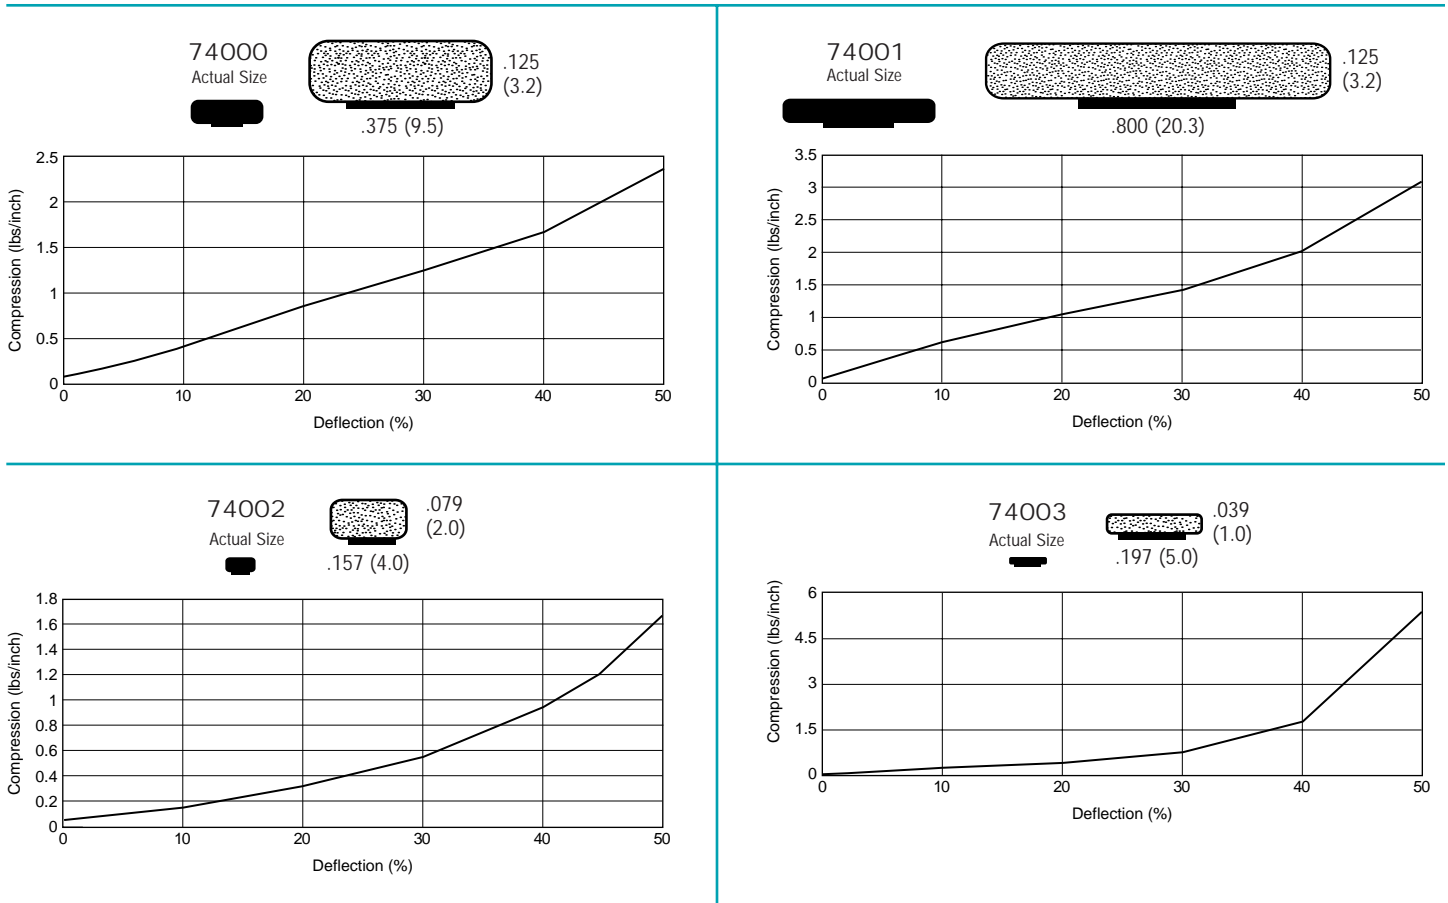 74000
Actual Size
.125
(3.2)
.375 (9.5)
Compression (lbs/inch)
2.5
2
1.5
1
0.5
0
0 10 20 30 40 50
Deflection (%)
74001
Actual Size
.125
(3.2)
.800 (20.3)
Compression (lbs/inch)
3.5
3
2.5
2
1.5
1
0.5
0
0 10 20 30 40 50
Deflection (%)
74002
Actual Size
.079
(2.0)
.157 (4.0)
Compression (lbs/inch)
1.8
1.6
1.4
1.2
1
0.8
0.6
0.4
0.2
0
0 10 20 30 40 50
Deflection (%)
74003
Actual Size
.039
(1.0)
.197 (5.0)
Compression (lbs/inch)
6
4.5
3
1.5
0
0 10 20 30 40 50
Deflection (%)